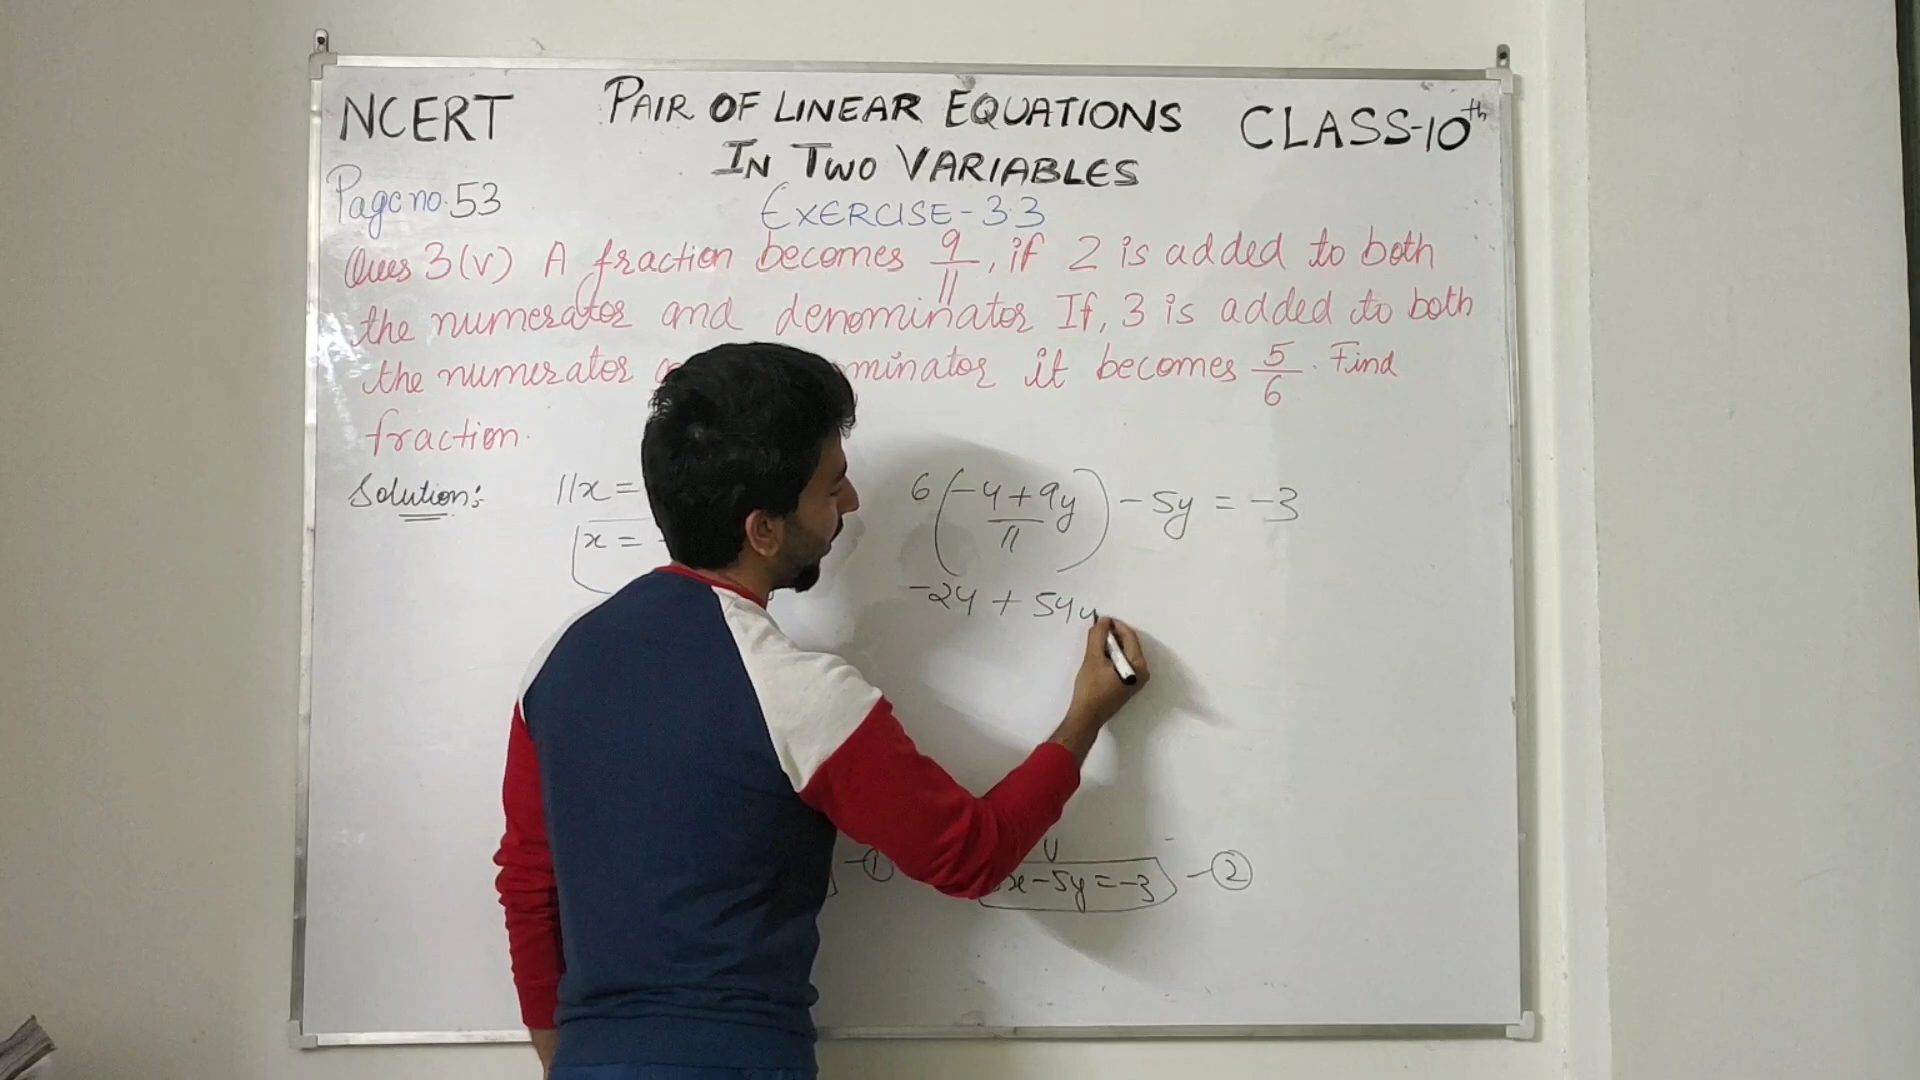 NCERT PAIR OF LINEAR EQUATIONS CLASS-10th
IN TWO VARIABLES
Page no. 53
EXERCISE-3.3
Ques 3(v) A fraction becomes 9/11, if 2 is added to both
the numerator and denominator If, 3 is added to both
the numerator minator it becomes 5/6. Find
fraction.
Solution:-
11x =
x =
6(-4+9y/11) -5y = -3
-24 + 54y
-①
x-5y=-3 -②